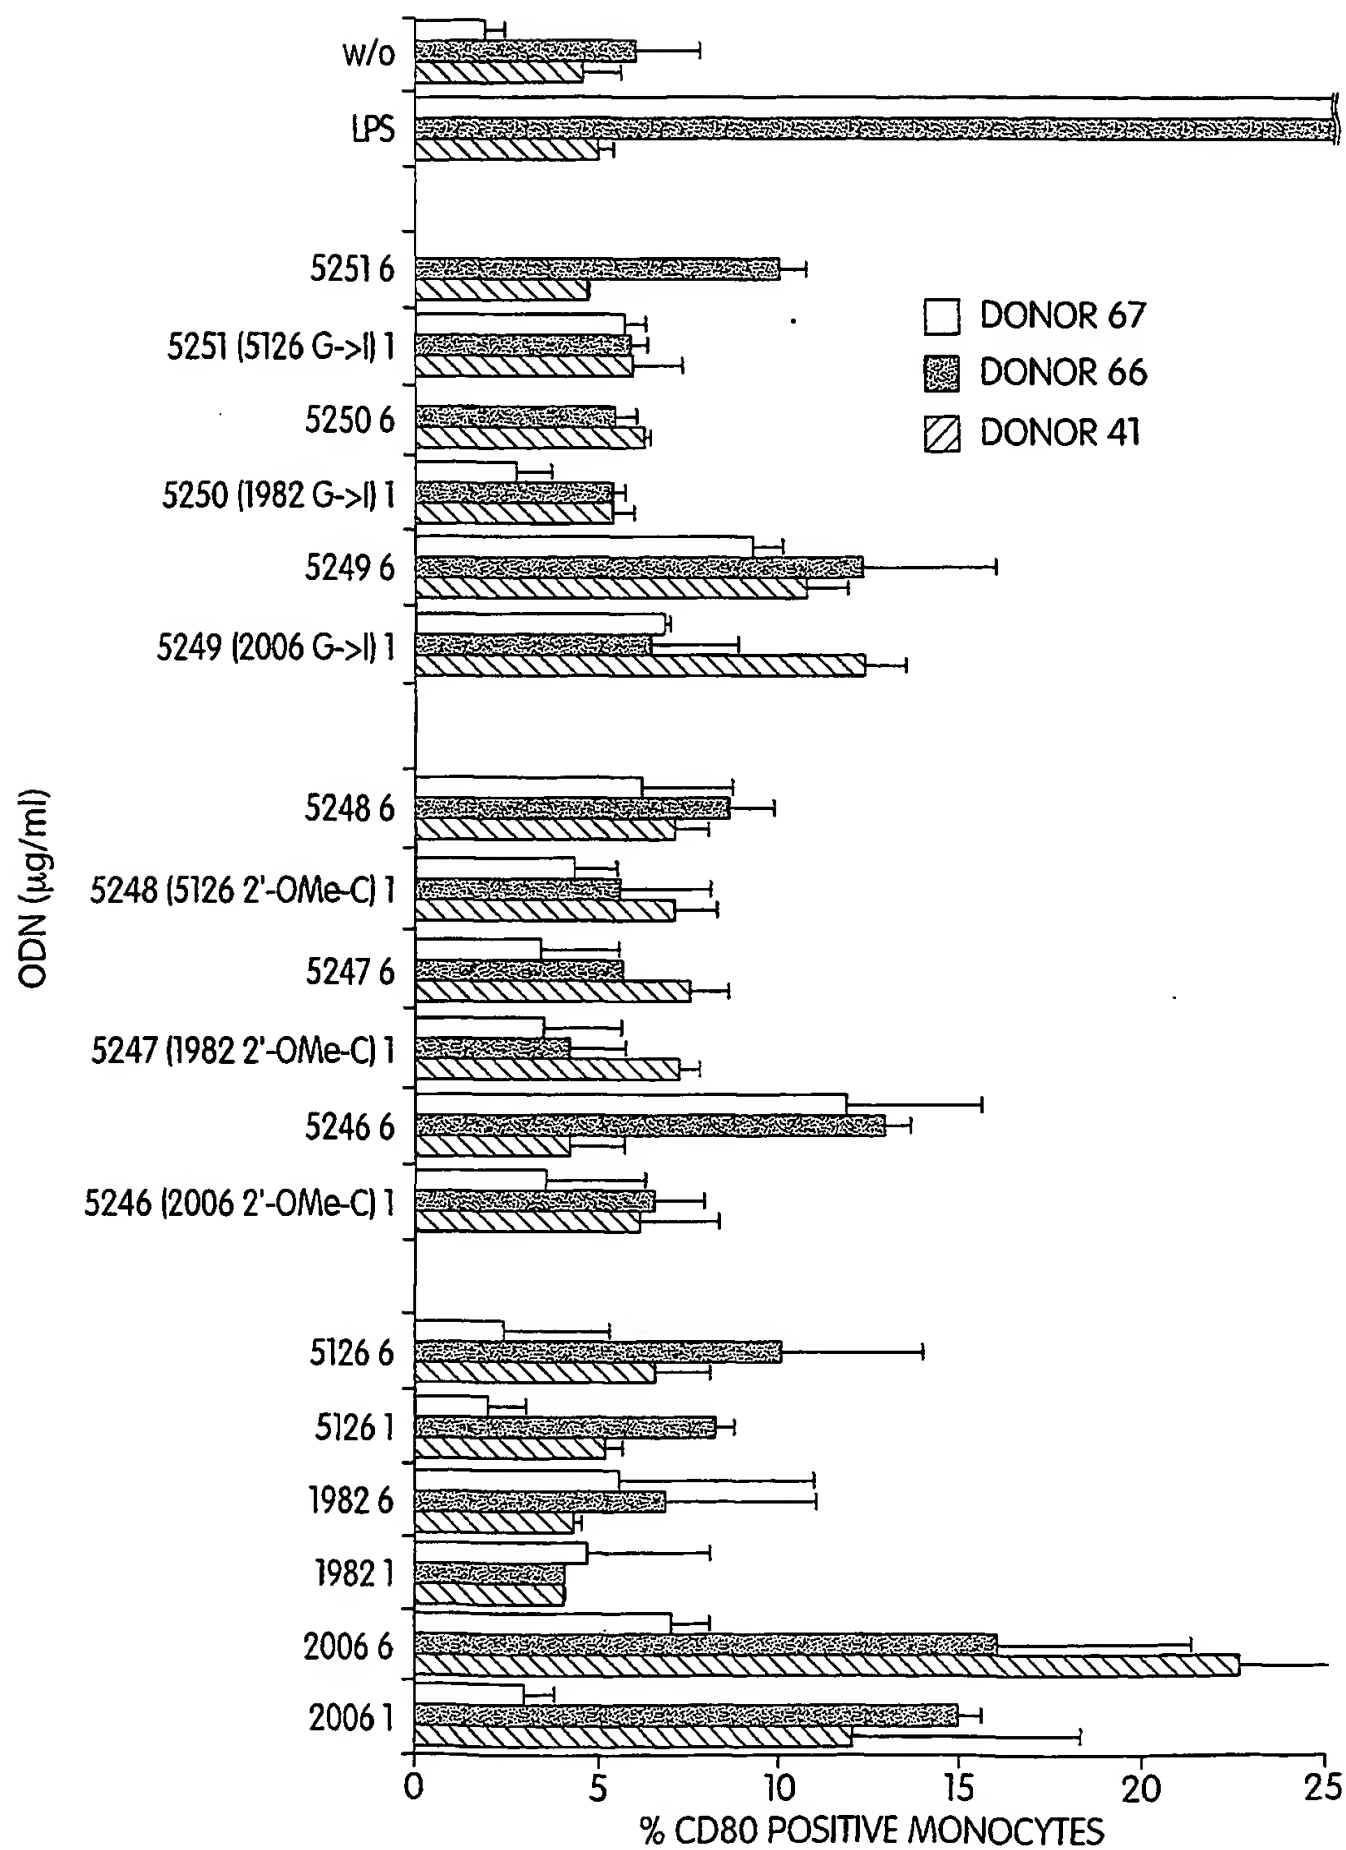 w/o
LPS
5251 6
5251 (5126 G->I) 1
5250 6
5250 (1982 G->I) 1
5249 6
5249 (2006 G->I) 1
DONOR 67
DONOR 66
DONOR 41
5248 6
5248 (5126 2'-OMe-C) 1
5247 6
5247 (1982 2'-OMe-C) 1
5246 6
5246 (2006 2'-OMe-C) 1
5126 6
5126 1
1982 6
1982 1
2006 6
2006 1
ODN (μg/ml)
0 5 10 15 20 25
% CD80 POSITIVE MONOCYTES